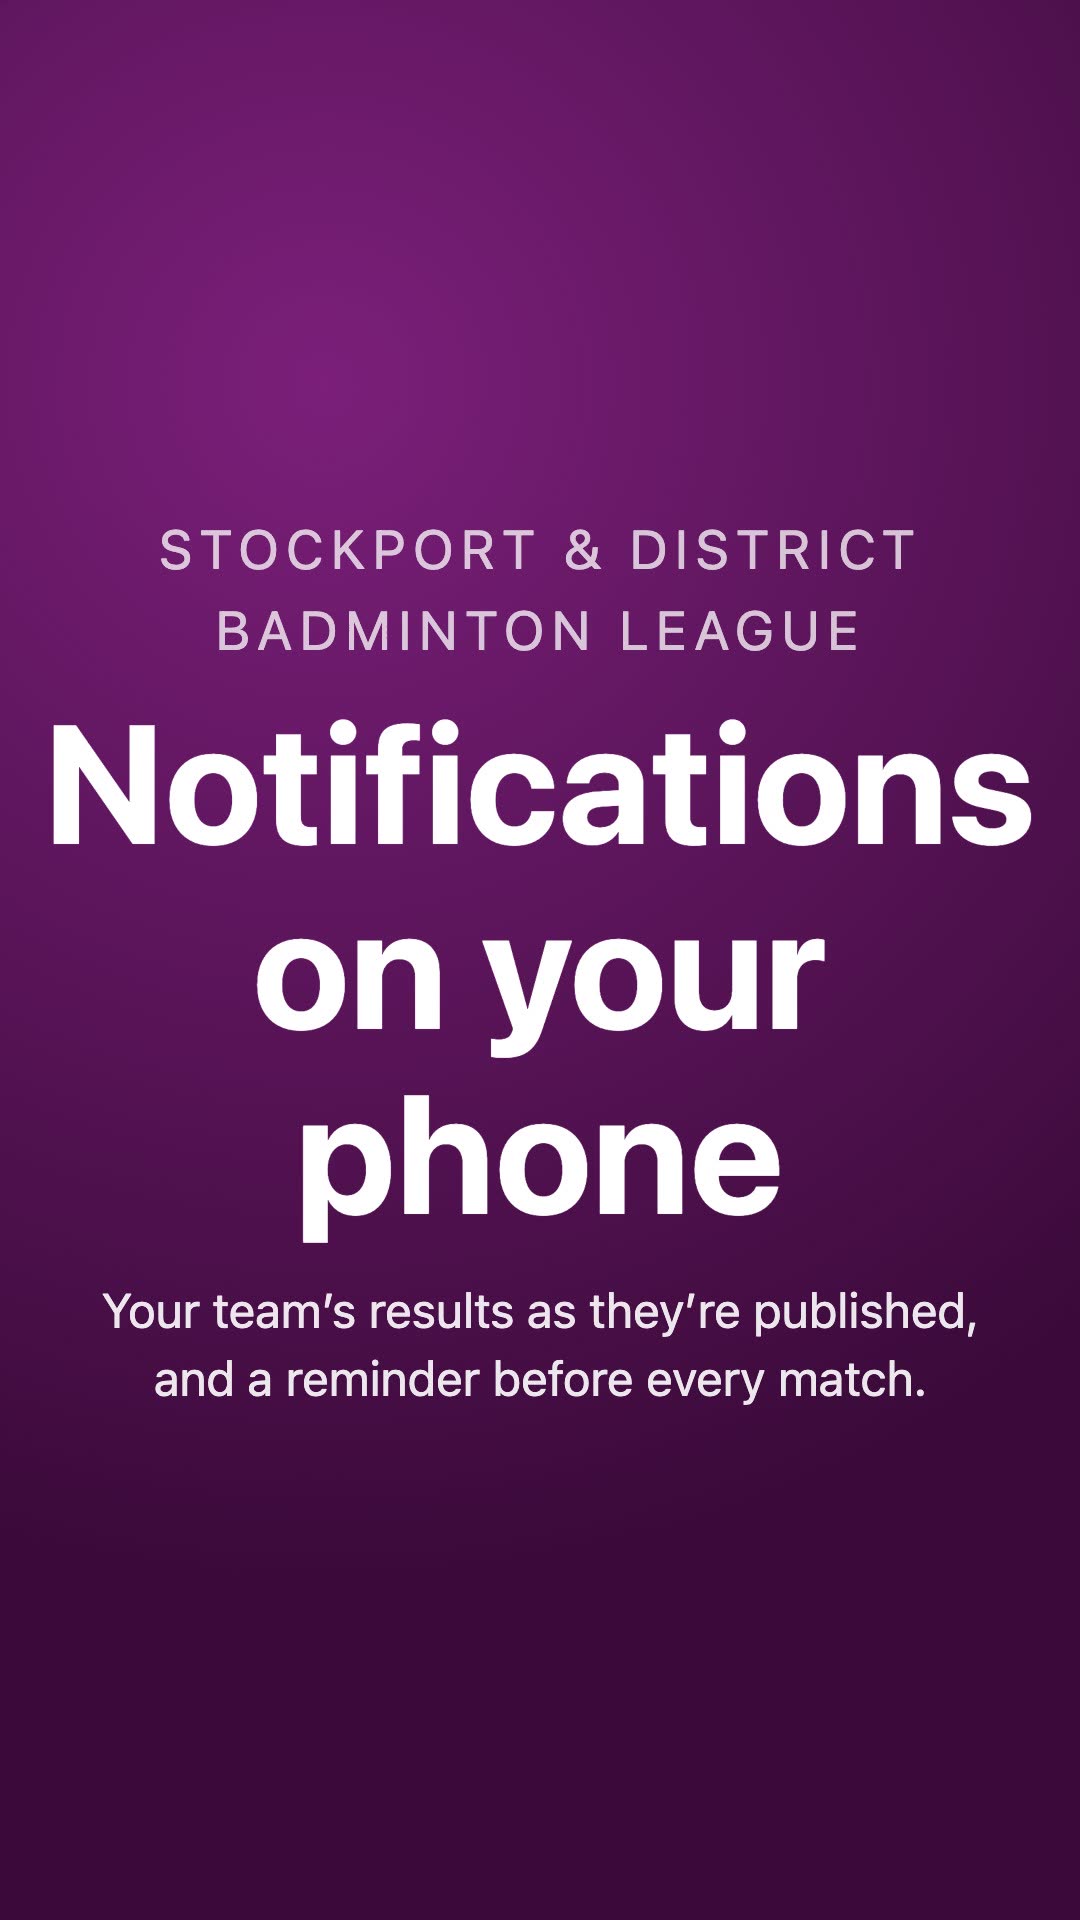 STOCKPORT & DISTRICT
BADMINTON LEAGUE
Notifications
on your
phone
Your team’s results as they’re published,
and a reminder before every match.